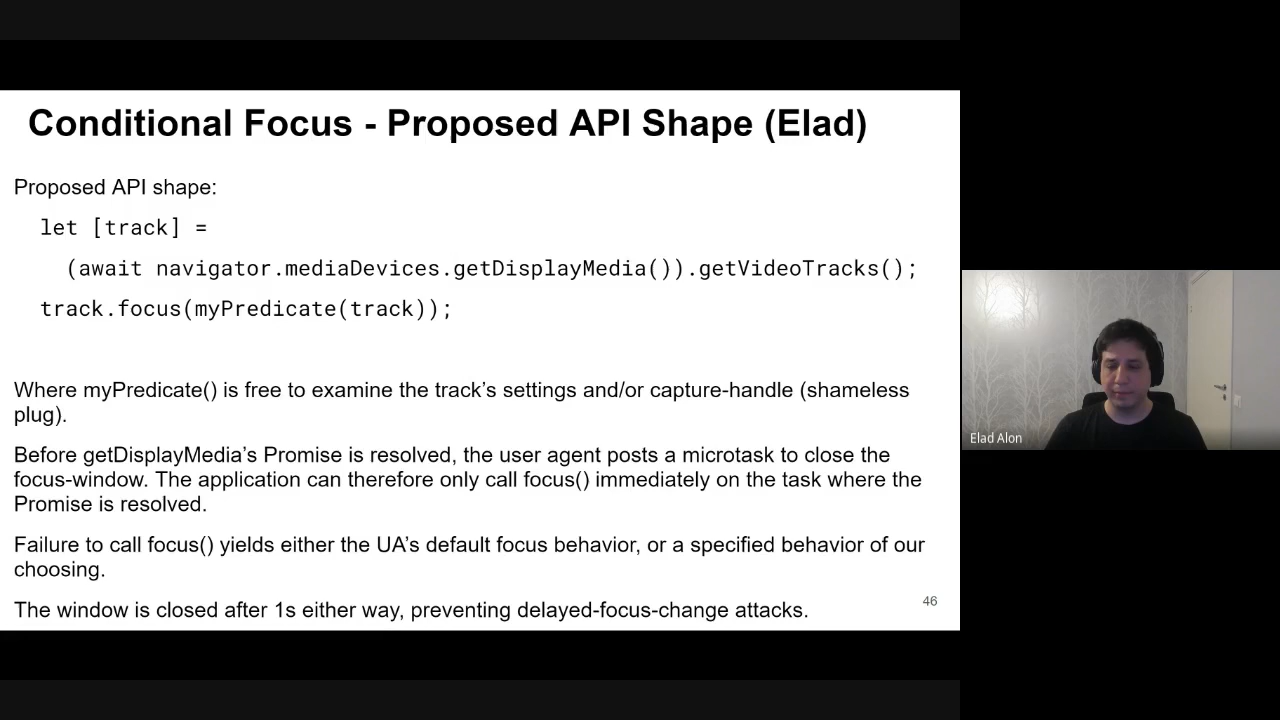 Conditional Focus - Proposed API Shape (Elad)
Proposed API shape:
let [track] =
(await navigator.mediaDevices.getDisplayMedia()).getVideoTracks();
track.focus(myPredicate(track));
Where myPredicate() is free to examine the track’s settings and/or capture-handle (shameless
plug).
Before getDisplayMedia’s Promise is resolved, the user agent posts a microtask to close the
focus-window. The application can therefore only call focus() immediately on the task where the
Promise is resolved.
Failure to call focus() yields either the UA’s default focus behavior, or a specified behavior of our
choosing.
The window is closed after 1s either way, preventing delayed-focus-change attacks.
46
Elad Alon